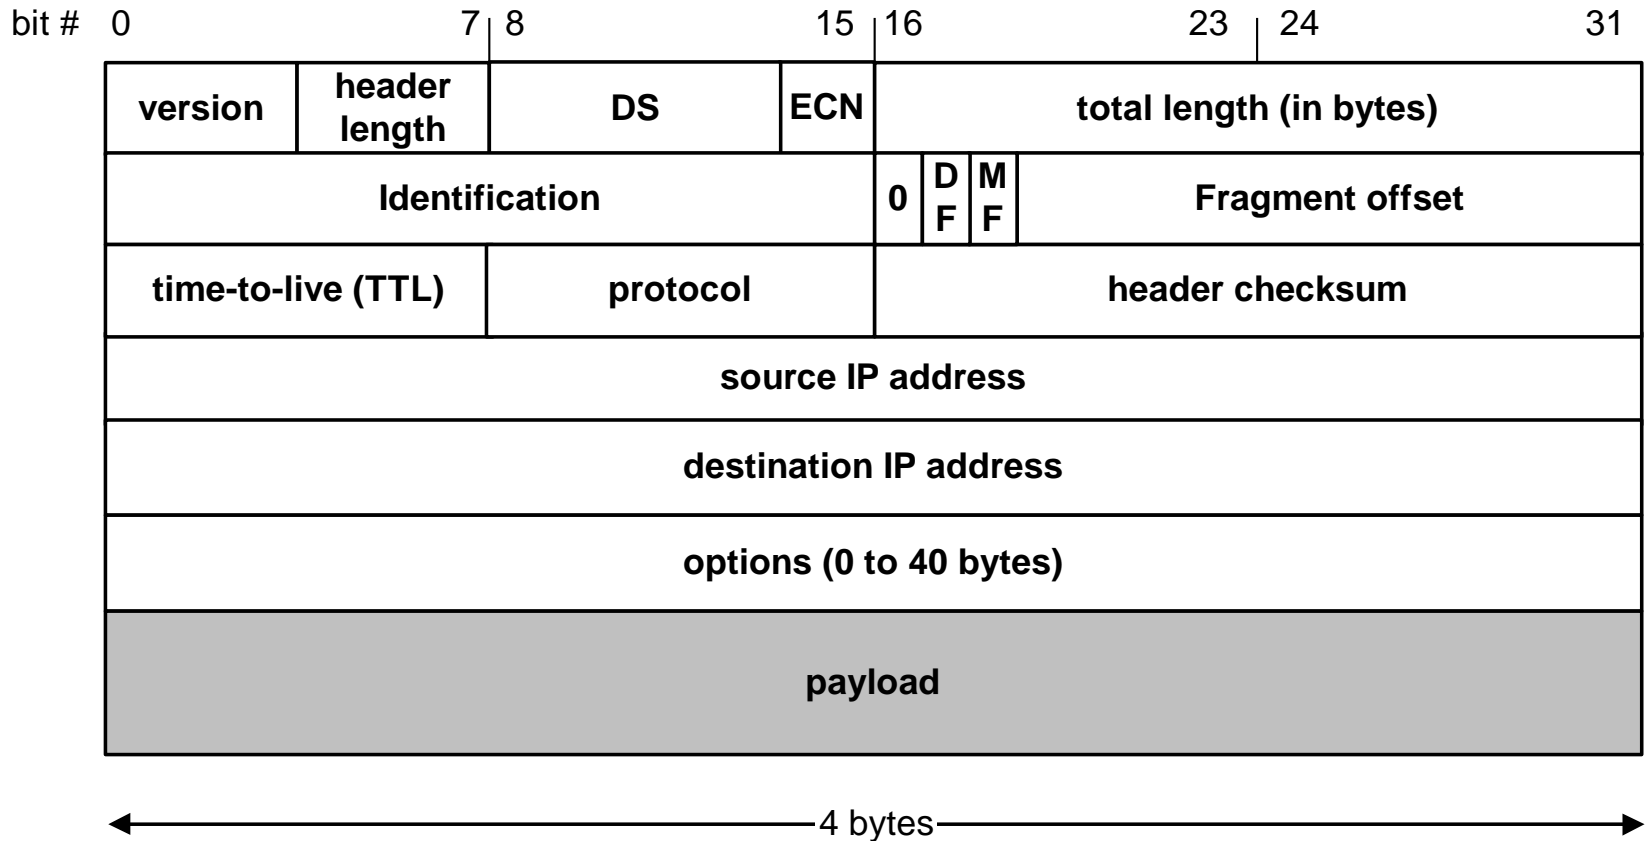 bit # 0 7 8 15 16 23 24 31
version header length DS ECN total length (in bytes)
Identification 0 DF MF Fragment offset
time-to-live (TTL) protocol header checksum
source IP address
destination IP address
options (0 to 40 bytes)
payload
4 bytes